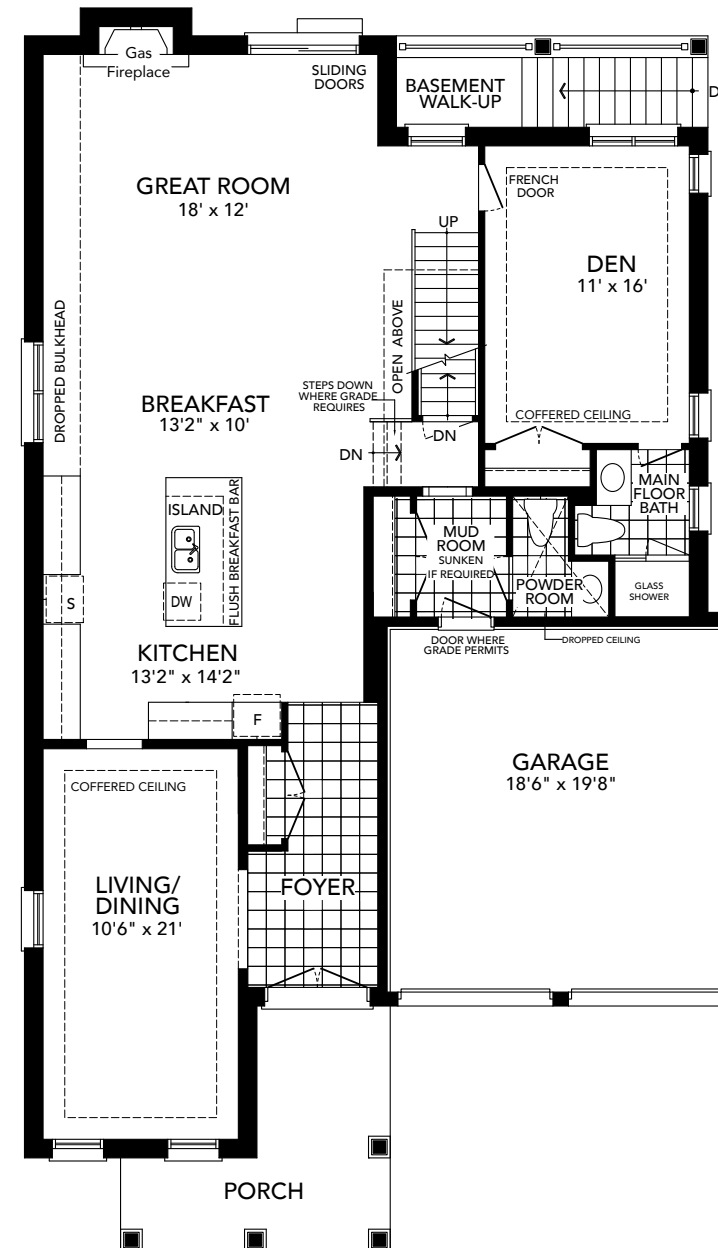 Gas
Fireplace
SLIDING
DOORS
BASEMENT
WALK-UP
D
GREAT ROOM
18' x 12'
FRENCH
DOOR
UP
DEN
11' x 16'
DROPPED BULKHEAD
OPEN ABOVE
STEPS DOWN
WHERE GRADE
REQUIRES
BREAKFAST
13'2" x 10'
COFFERED CEILING
DN
DN
ISLAND
FLUSH BREAKFAST BAR
DW
S
MAIN
FLOOR
BATH
MUD
ROOM
SUNKEN
IF REQUIRED
POWDER
ROOM
GLASS
SHOWER
DOOR WHERE
GRADE PERMITS
DROPPED CEILING
KITCHEN
13'2" x 14'2"
F
GARAGE
18'6" x 19'8"
COFFERED CEILING
LIVING/
DINING
10'6" x 21'
FOYER
PORCH